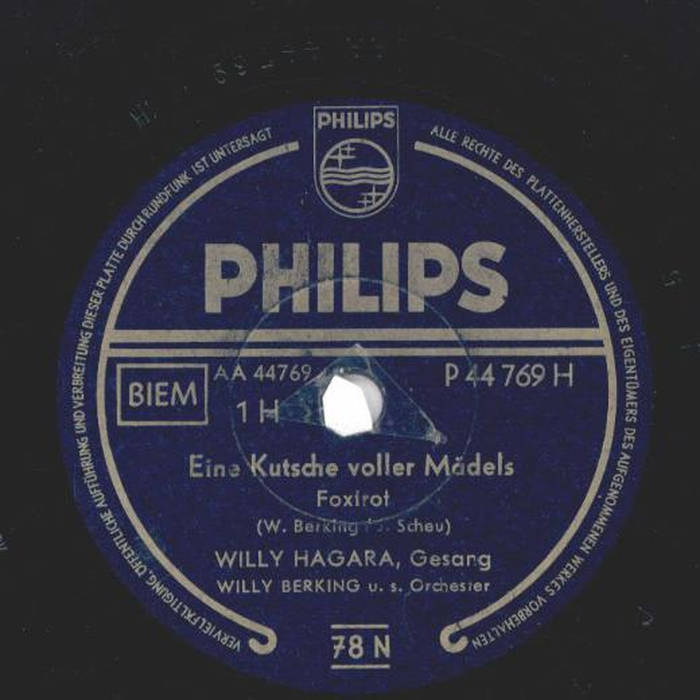 PHILIPS
ALLE RECHTE DES PLATTENHERSTELLERS UND DES EIGENTÜMERS DES AUFGENOMMENEN WERKES VORBEHALTEN
VERVIELFÄLTIGUNG, ÖFFENTLICHE AUFFÜHRUNG UND VERBREITUNG DIESER PLATTE DURCH RUNDFUNK IST UNTERSAGT
PHILIPS
BIEM
AA 44769
1 H
P 44 769 H
Eine Kutsche voller Mädels
Foxtrot
(W. Berking Scheu)
WILLY HAGARA, Gesang
WILLY BERKING u. s. Orchester
78 N